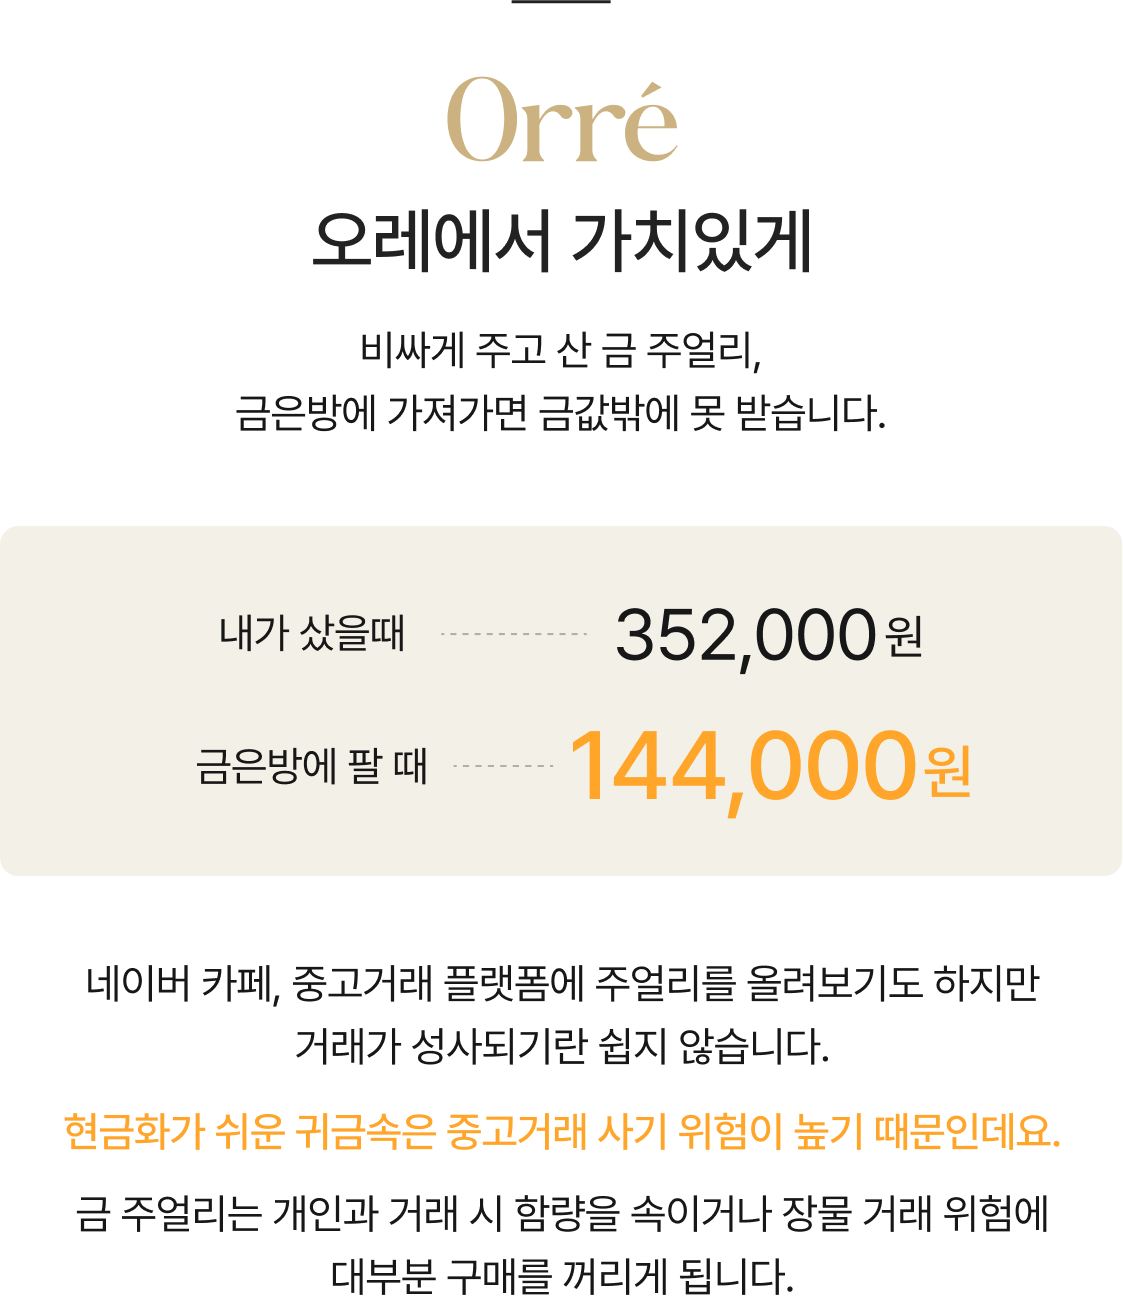 Orré
오레에서 가치있게
비싸게 주고 산 금 주얼리,
금은방에 가져가면 금값밖에 못 받습니다.
내가 샀을때 352,000원
금은방에 팔 때 144,000원
네이버 카페, 중고거래 플랫폼에 주얼리를 올려보기도 하지만
거래가 성사되기란 쉽지 않습니다.
현금화가 쉬운 귀금속은 중고거래 사기 위험이 높기 때문인데요.
금 주얼리는 개인과 거래 시 함량을 속이거나 장물 거래 위험에
대부분 구매를 꺼리게 됩니다.